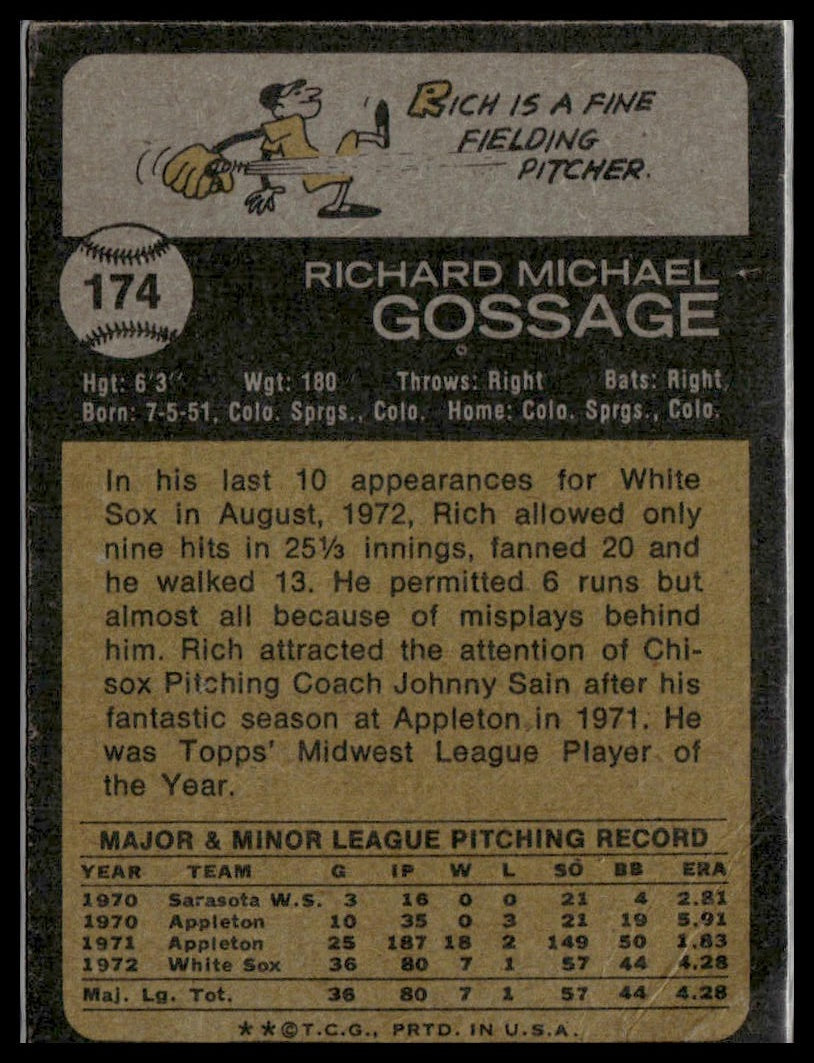 RICH IS A FINE
FIELDING
PITCHER.
174
RICHARD MICHAEL
GOSSAGE
Hgt: 6'3" Wgt: 180 Throws: Right Bats: Right
Born: 7-5-51, Colo. Sprgs., Colo. Home: Colo. Sprgs., Colo.
In his last 10 appearances for White
Sox in August, 1972, Rich allowed only
nine hits in 25⅓ innings, fanned 20 and
he walked 13. He permitted 6 runs but
almost all because of misplays behind
him. Rich attracted the attention of Chi-
sox Pitching Coach Johnny Sain after his
fantastic season at Appleton in 1971. He
was Topps' Midwest League Player of
the Year.
MAJOR & MINOR LEAGUE PITCHING RECORD
YEAR TEAM G IP W L SO BB ERA
1970 Sarasota W.S. 3 16 0 0 21 4 2.81
1970 Appleton 10 35 0 3 21 19 5.91
1971 Appleton 25 187 18 2 149 50 1.83
1972 White Sox 36 80 7 1 57 44 4.28
Maj. Lg. Tot. 36 80 7 1 57 44 4.28
**©T.C.G., PRTD. IN U.S.A.